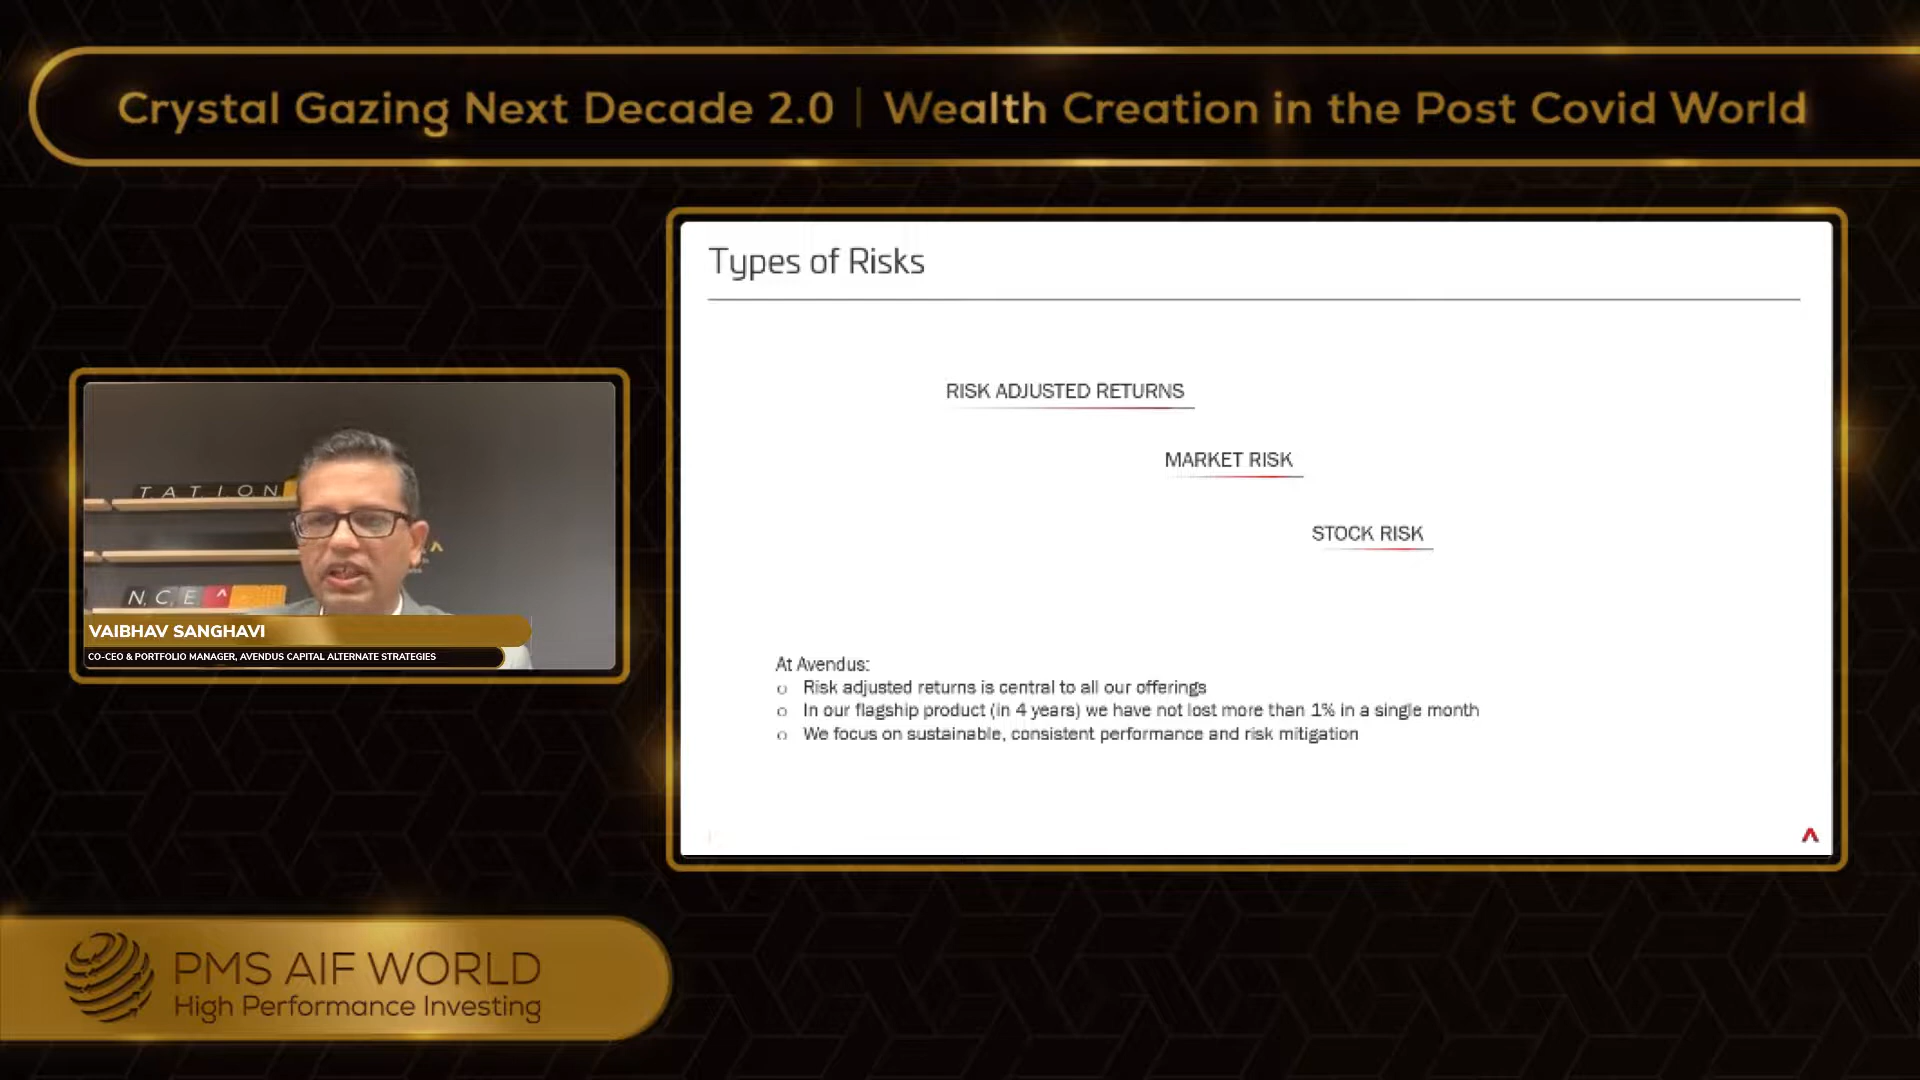 Crystal Gazing Next Decade 2.0 | Wealth Creation in the Post Covid World
Types of Risks
RISK ADJUSTED RETURNS
MARKET RISK
STOCK RISK
At Avendus:
o Risk adjusted returns is central to all our offerings
o In our flagship product (in 4 years) we have not lost more than 1% in a single month
o We focus on sustainable, consistent performance and risk mitigation
T A T I O N
N, C, E ^
VAIBHAV SANGHAVI
CO-CEO & PORTFOLIO MANAGER, AVENDUS CAPITAL ALTERNATE STRATEGIES
PMS AIF WORLD
High Performance Investing